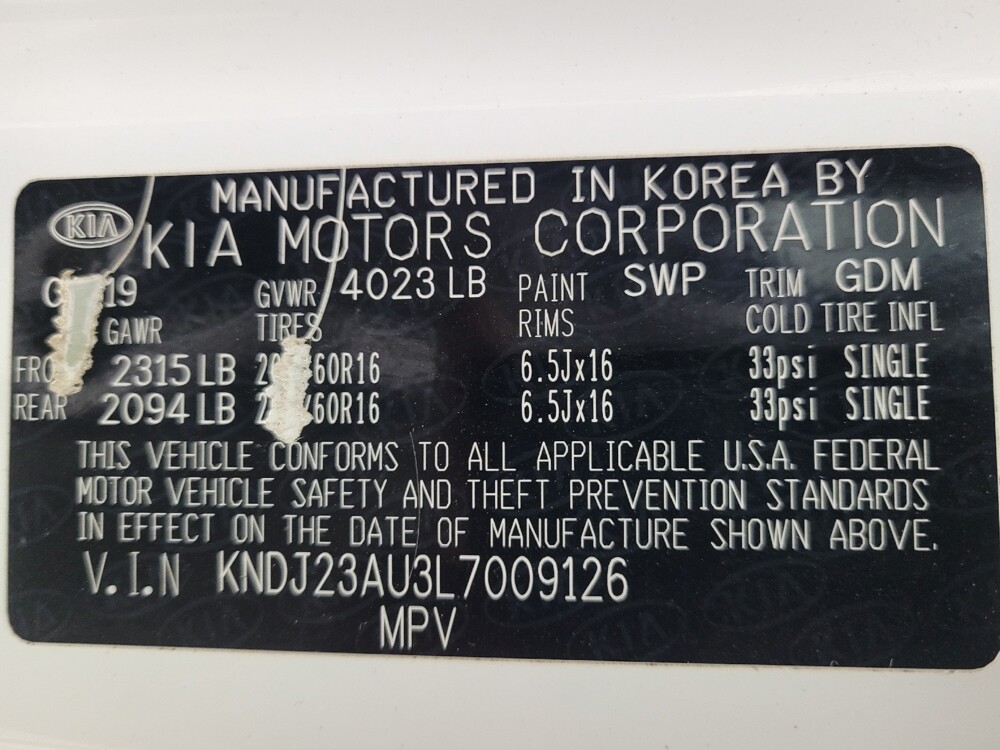 MANUFACTURED IN KOREA BY
KIA KIA MOTORS CORPORATION
GVWR 4023 LB PAINT SWP TRIM GDM
GAWR TIRES RIMS COLD TIRE INFL
2315 LB 6.5Jx16 33psi SINGLE
REAR 2094 LB 6.5Jx16 33psi SINGLE
THIS VEHICLE CONFORMS TO ALL APPLICABLE U.S.A. FEDERAL
MOTOR VEHICLE SAFETY AND THEFT PREVENTION STANDARDS
IN EFFECT ON THE DATE OF MANUFACTURE SHOWN ABOVE.
V.I.N KNDJ23AU3L7009126
MPV